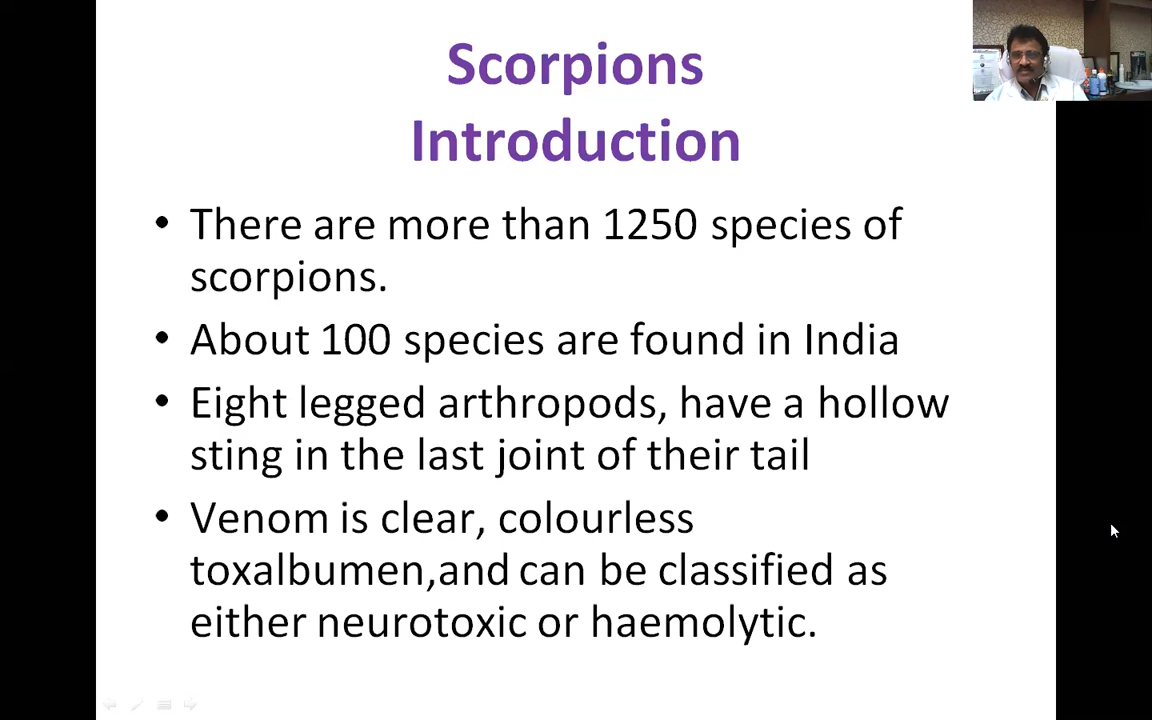 Scorpions
Introduction
• There are more than 1250 species of
scorpions.
• About 100 species are found in India
• Eight legged arthropods, have a hollow
sting in the last joint of their tail
• Venom is clear, colourless
toxalbumen,and can be classified as
either neurotoxic or haemolytic.